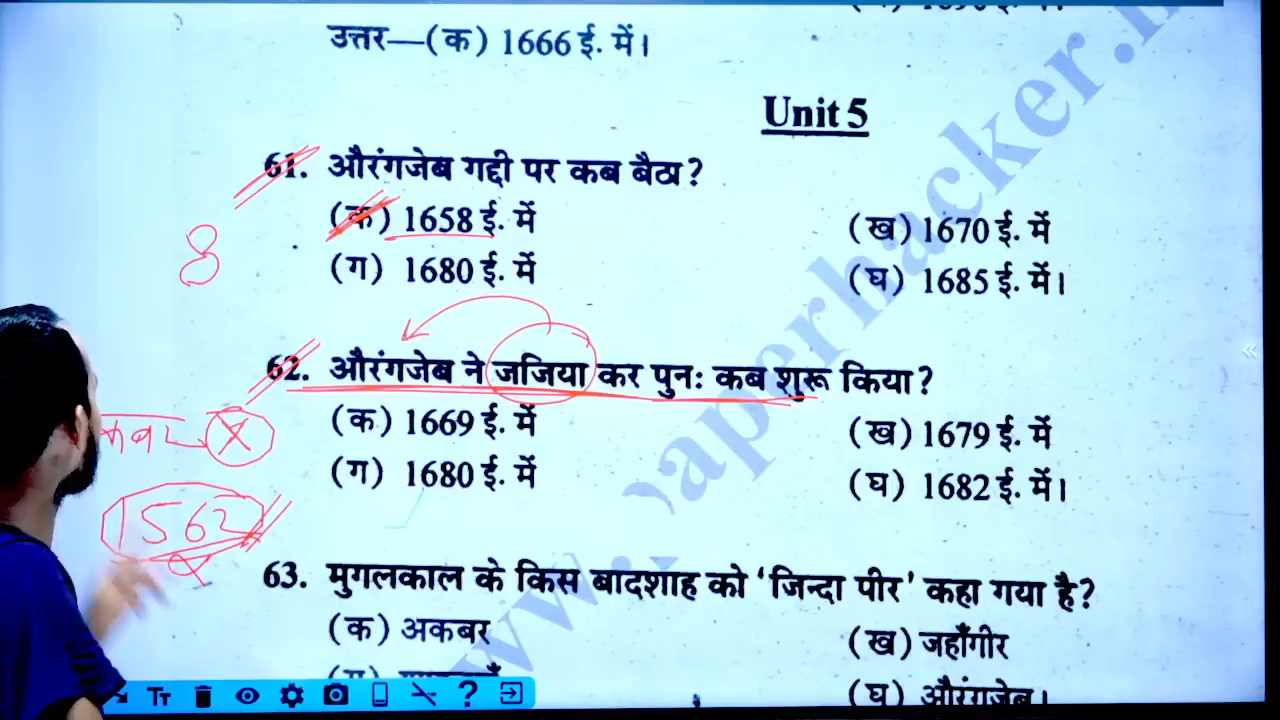 उत्तर—(क) 1666 ई. में।
Unit 5
61. औरंगजेब गद्दी पर कब बैठा?
(क) 1658 ई. में
(ख) 1670 ई. में
(ग) 1680 ई. में
(घ) 1685 ई. में।
8
62. औरंगजेब ने जजिया कर पुनः कब शुरू किया?
(क) 1669 ई. में
(ख) 1679 ई. में
(ग) 1680 ई. में
(घ) 1682 ई. में।
1562
63. मुगलकाल के किस बादशाह को ‘जिन्दा पीर’ कहा गया है?
(क) अकबर
(ख) जहाँगीर
(घ) औरंगजेब।
Tт
?